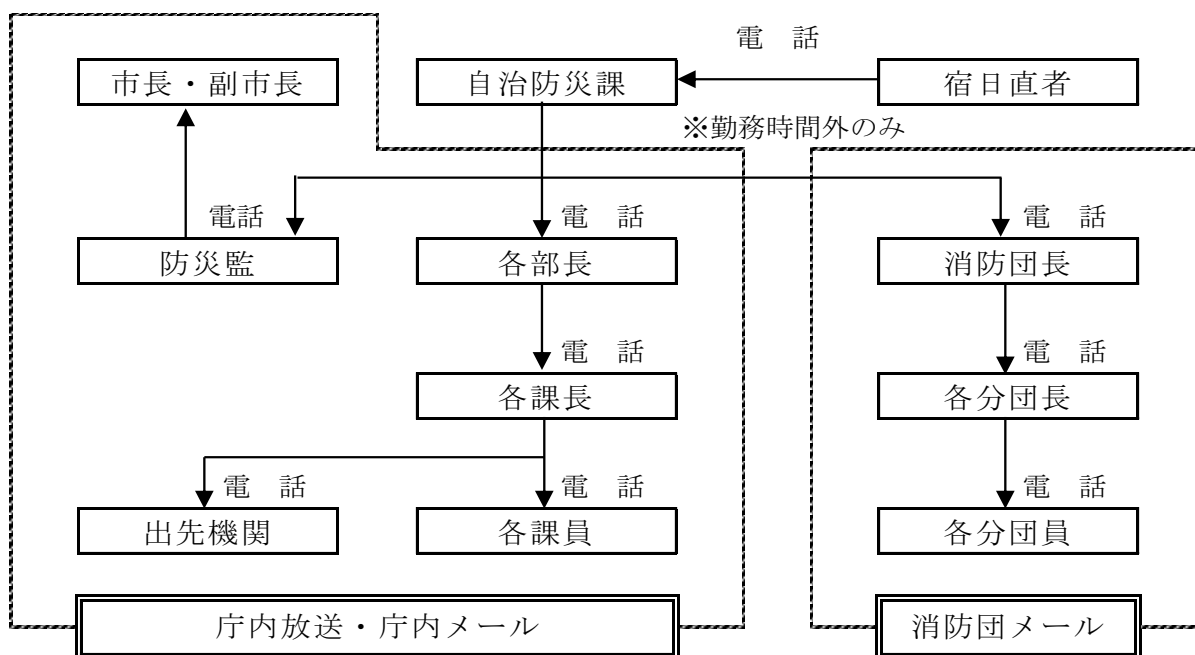 電　話
市長・副市長
自治防災課
宿日直者
※勤務時間外のみ
電話
電　話
電　話
防災監
各部長
消防団長
電　話
電　話
各課長
各分団長
電　話
電　話
電　話
出先機関
各課員
各分団員
庁内放送・庁内メール
消防団メール